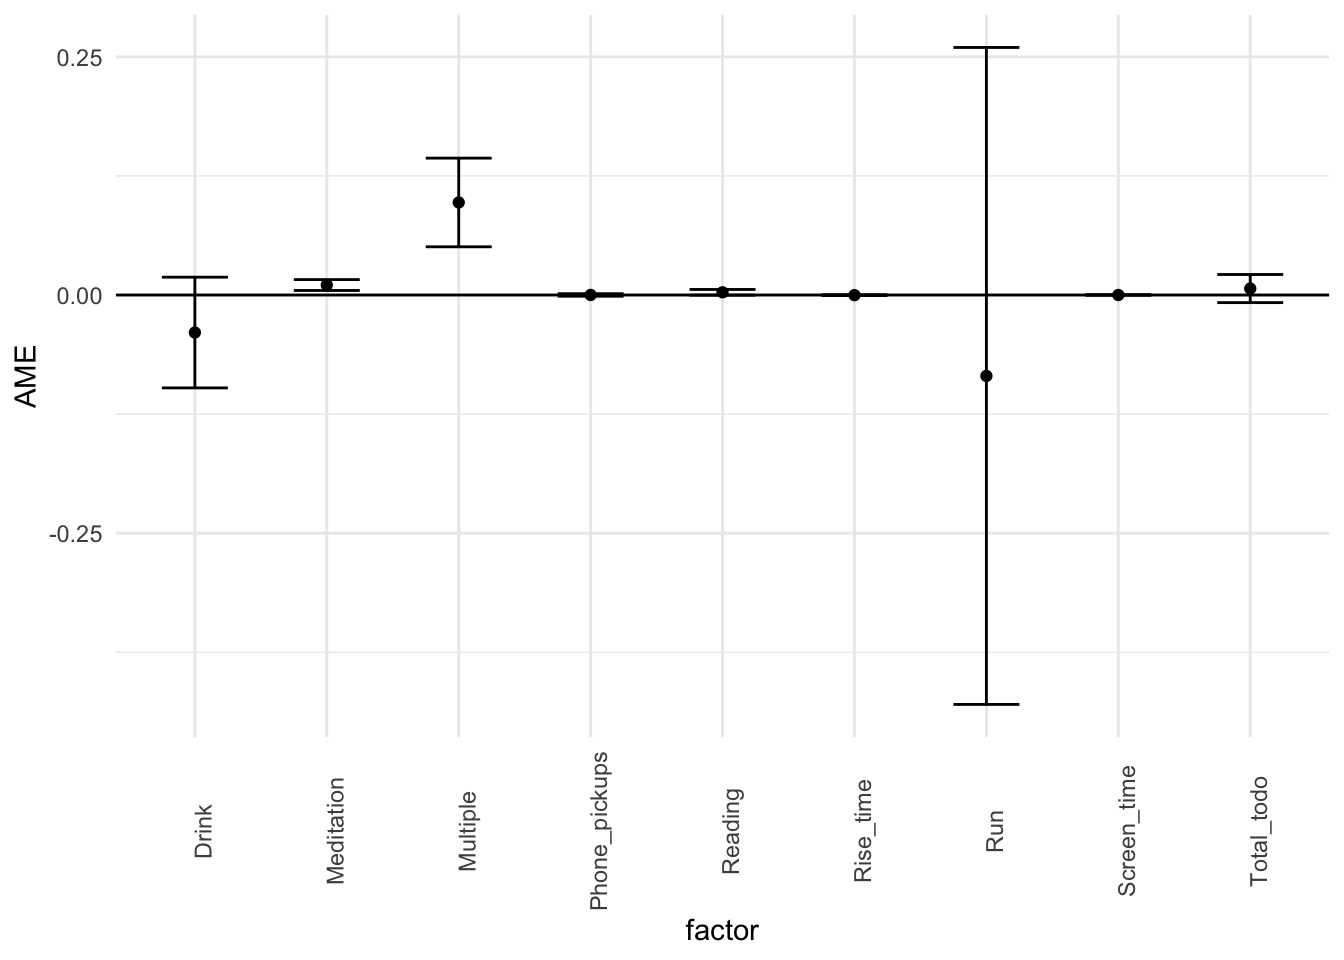 0.25
0.00
-0.25
AME
Drink
Meditation
Multiple
Phone_pickups
Reading
Rise_time
Run
Screen_time
Total_todo
factor